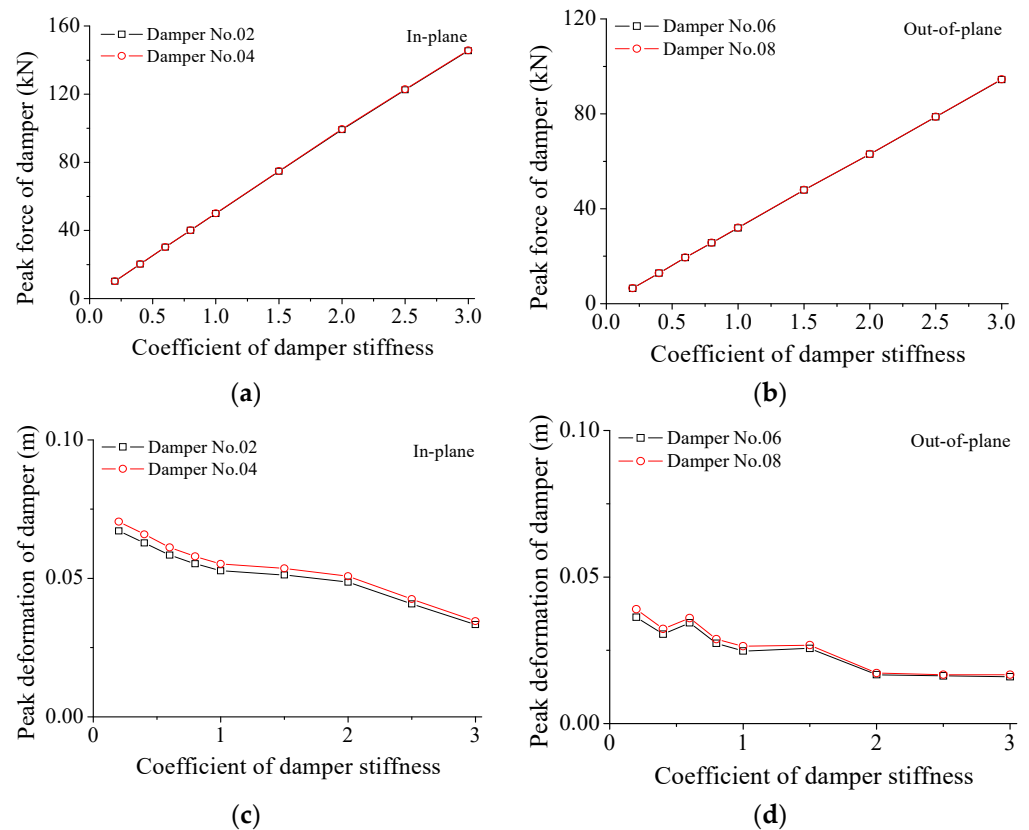 Peak force of damper (kN)
160
120
80
40
0
Damper No.02
Damper No.04
In-plane
0.0 0.5 1.0 1.5 2.0 2.5 3.0
Coefficient of damper stiffness
(a)
Peak force of damper (kN)
120
80
40
0
Damper No.06
Damper No.08
Out-of-plane
0.0 0.5 1.0 1.5 2.0 2.5 3.0
Coefficient of damper stiffness
(b)
Peak deformation of damper (m)
0.10
0.05
0.00
Damper No.02
Damper No.04
In-plane
0 1 2 3
Coefficient of damper stiffness
(c)
Peak deformation of damper (m)
0.10
0.05
0.00
Damper No.06
Damper No.08
Out-of-plane
0 1 2 3
Coefficient of damper stiffness
(d)